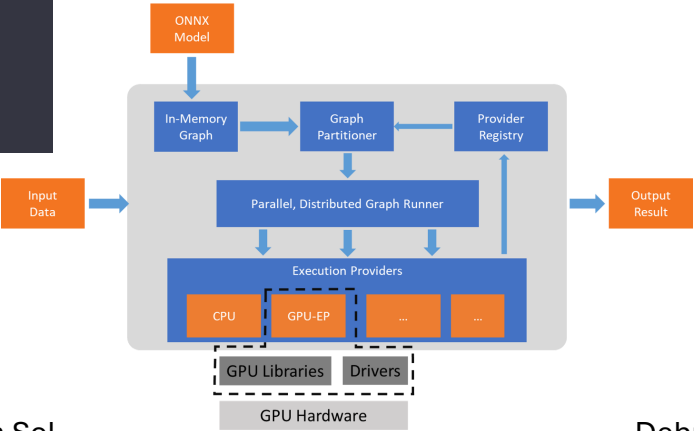 ONNX
Model
In-Memory
Graph
Graph
Partitioner
Provider
Registry
Input
Data
Parallel, Distributed Graph Runner
Output
Result
Execution Providers
CPU
GPU-EP
...
...
GPU Libraries
Drivers
GPU Hardware